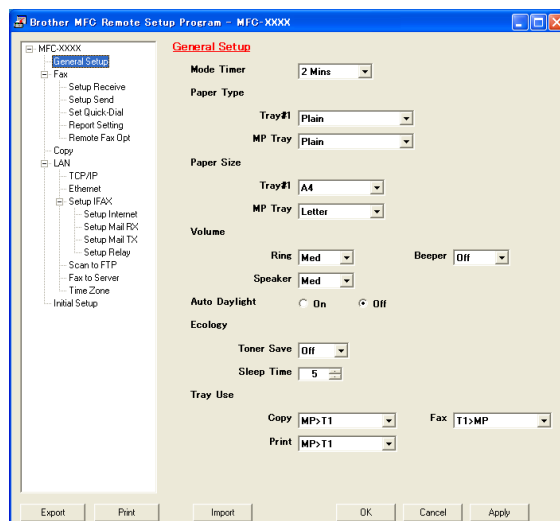 Brother MFC Remote Setup Program - MFC-XXXX
MFC-XXXX
General Setup
Fax
Setup Receive
Setup Send
Set Quick-Dial
Report Setting
Remote Fax Opt
Copy
LAN
TCP/IP
Ethernet
Setup IFAX
Setup Internet
Setup Mail RX
Setup Mail TX
Setup Relay
Scan to FTP
Fax to Server
Time Zone
Initial Setup
General Setup
Mode Timer 2 Mins
Paper Type
Tray#1 Plain
MP Tray Plain
Paper Size
Tray#1 A4
MP Tray Letter
Volume
Ring Med Beeper Off
Speaker Med
Auto Daylight On Off
Ecology
Toner Save Off
Sleep Time 5
Tray Use
Copy MP>T1 Fax T1>MP
Print MP>T1
Export Print Import OK Cancel Apply